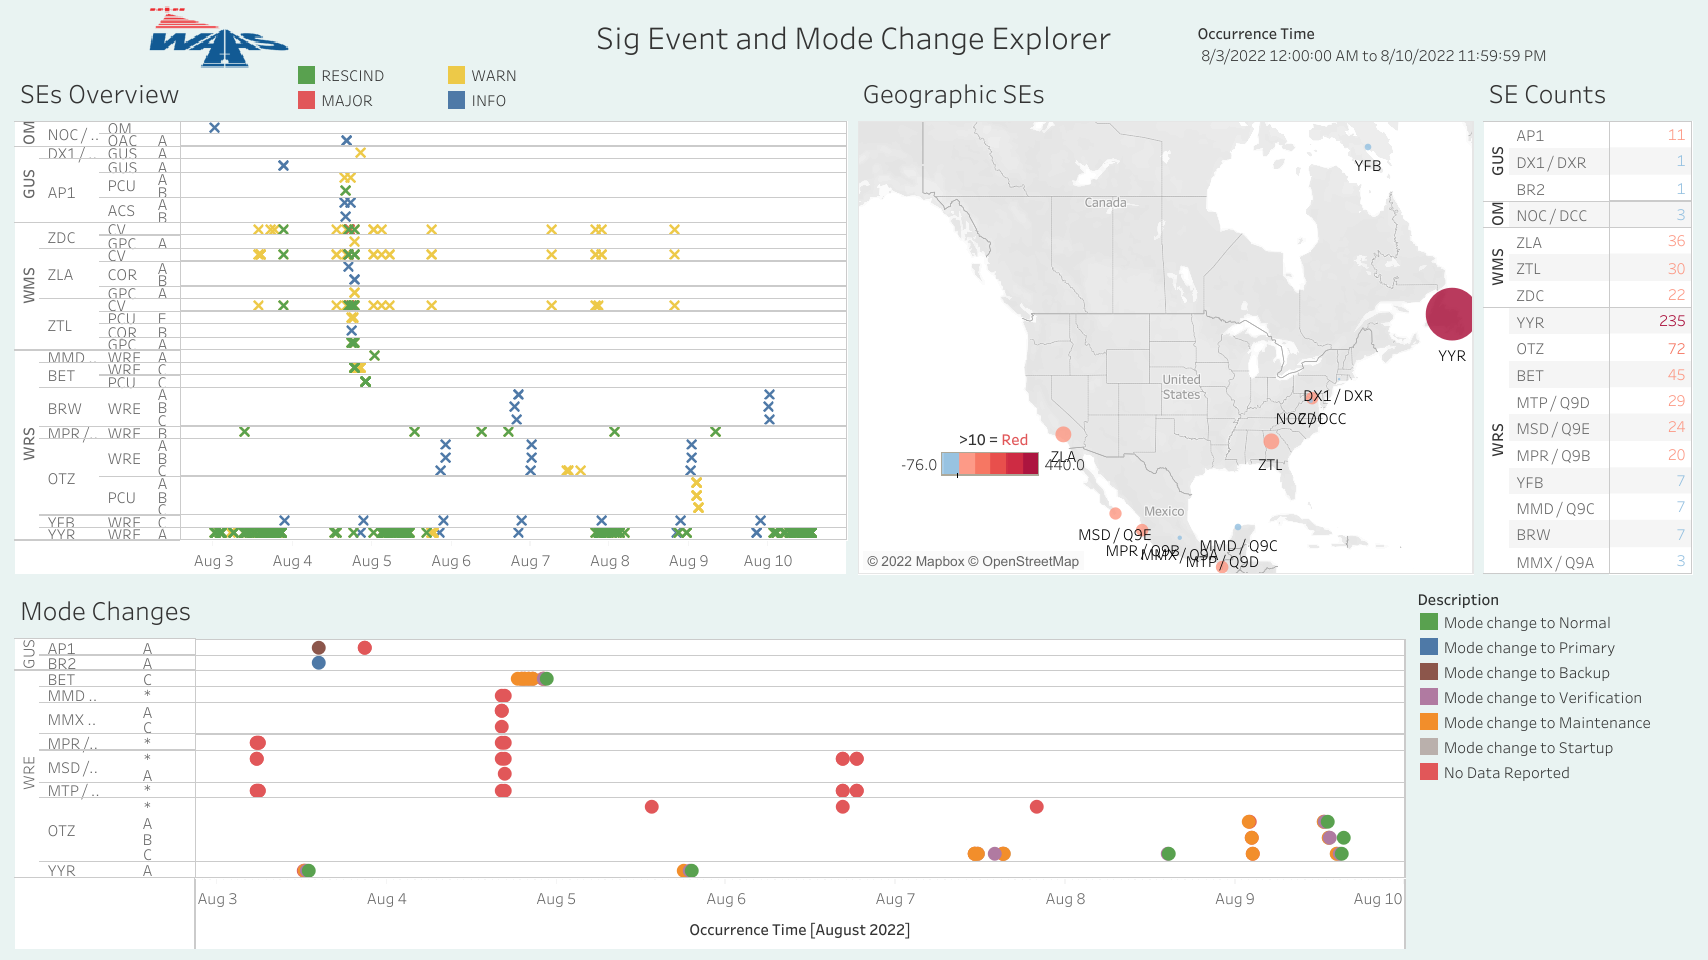 WAAS
Sig Event and Mode Change Explorer
Occurrence Time
8/3/2022 12:00:00 AM to 8/10/2022 11:59:59 PM
RESCIND
WARN
MAJOR
INFO
SEs Overview
OM
NOC / ..
OM
OAC A
GUS
DX1 / ..
GUS A
AP1
GUS A
PCU
A
B
ACS
A
B
WMS
ZDC
CV
GPC A
ZLA
CV
COR
A
B
GPC A
ZTL
CV
PCU
COR B
GPC A
WRS
MMD ..
WRE A
BET
WRE C
PCU C
BRW
WRE
A
B
C
MPR / ..
WRE B
OTZ
WRE
A
B
C
PCU
A
B
C
YFB
WRE C
YYR
WRE A
Aug 3
Aug 4
Aug 5
Aug 6
Aug 7
Aug 8
Aug 9
Aug 10
Geographic SEs
YFB
Canada
YYR
United
States
DX1 / DXR
NOC / DCC
ZDC
>10 = Red
-76.0
440.0
ZLA
ZTL
Mexico
MSD / Q9E
MPR / Q9B
MMX / Q9A
MMD / Q9C
MTP / Q9D
© 2022 Mapbox © OpenStreetMap
SE Counts
GUS
AP1 11
DX1 / DXR 1
BR2 1
OM
NOC / DCC 3
WMS
ZLA 36
ZTL 30
ZDC 22
WRS
YYR 235
OTZ 72
BET 45
MTP / Q9D 29
MSD / Q9E 24
MPR / Q9B 20
YFB 7
MMD / Q9C 7
BRW 7
MMX / Q9A 3
Mode Changes
GUS
AP1 A
BR2 A
WRE
BET C
MMD .. *
MMX ..
A
C
MPR / .. *
MSD / ..
*
A
MTP / .. *
OTZ
*
A
B
C
YYR A
Aug 3
Aug 4
Aug 5
Aug 6
Aug 7
Aug 8
Aug 9
Aug 10
Occurrence Time [August 2022]
Description
Mode change to Normal
Mode change to Primary
Mode change to Backup
Mode change to Verification
Mode change to Maintenance
Mode change to Startup
No Data Reported